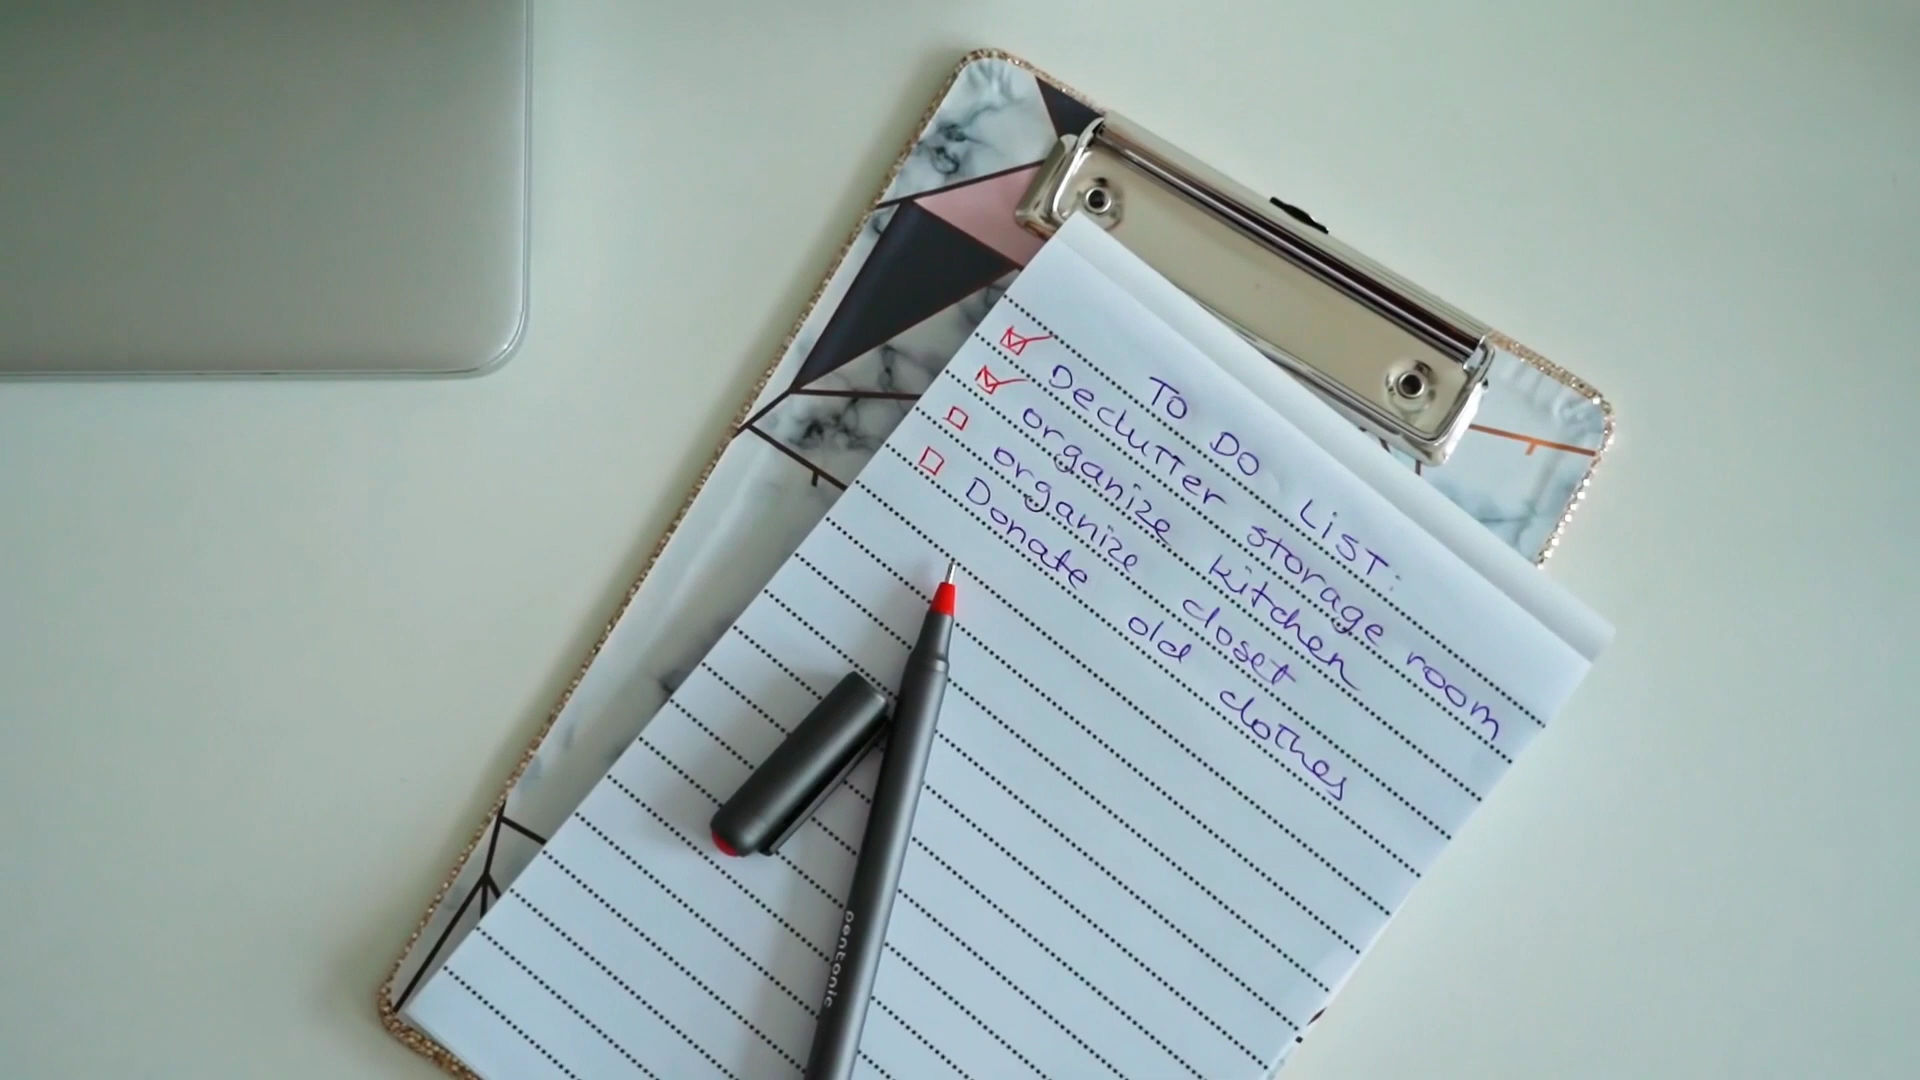 TO DO LIST:
Declutter storage room
organize kitchen
organize closet
Donate old clothes
pentonic